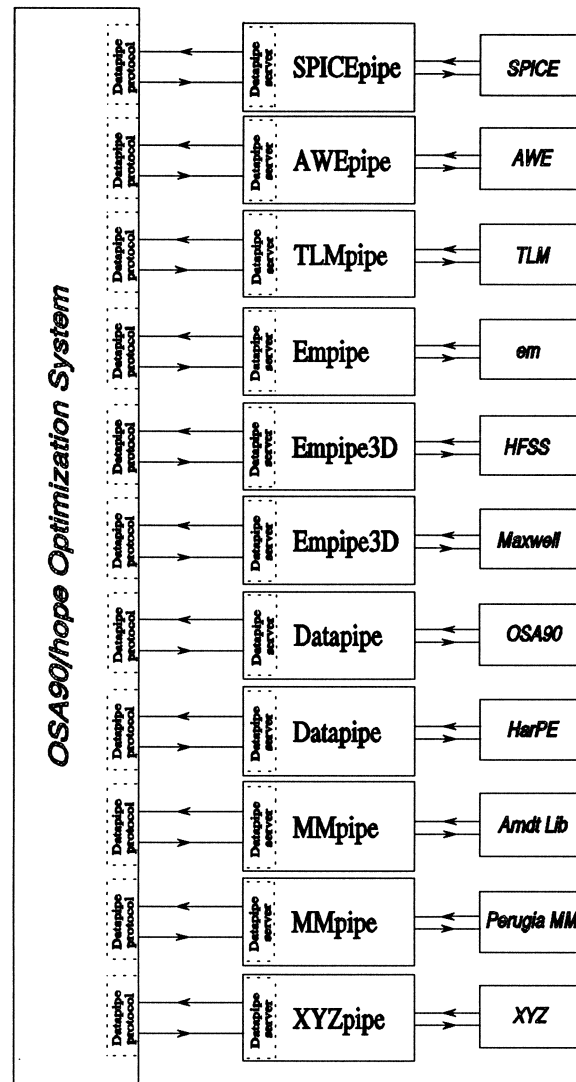 OSA90/hope Optimization System
Datapipe protocol
Datapipe server
SPICEpipe
SPICE
Datapipe protocol
Datapipe server
AWEpipe
AWE
Datapipe protocol
Datapipe server
TLMpipe
TLM
Datapipe protocol
Datapipe server
Empipe
em
Datapipe protocol
Datapipe server
Empipe3D
HFSS
Datapipe protocol
Datapipe server
Empipe3D
Maxwell
Datapipe protocol
Datapipe server
Datapipe
OSA90
Datapipe protocol
Datapipe server
Datapipe
HarPE
Datapipe protocol
Datapipe server
MMpipe
Arndt Lib
Datapipe protocol
Datapipe server
MMpipe
Perugia MM
Datapipe protocol
Datapipe server
XYZpipe
XYZ